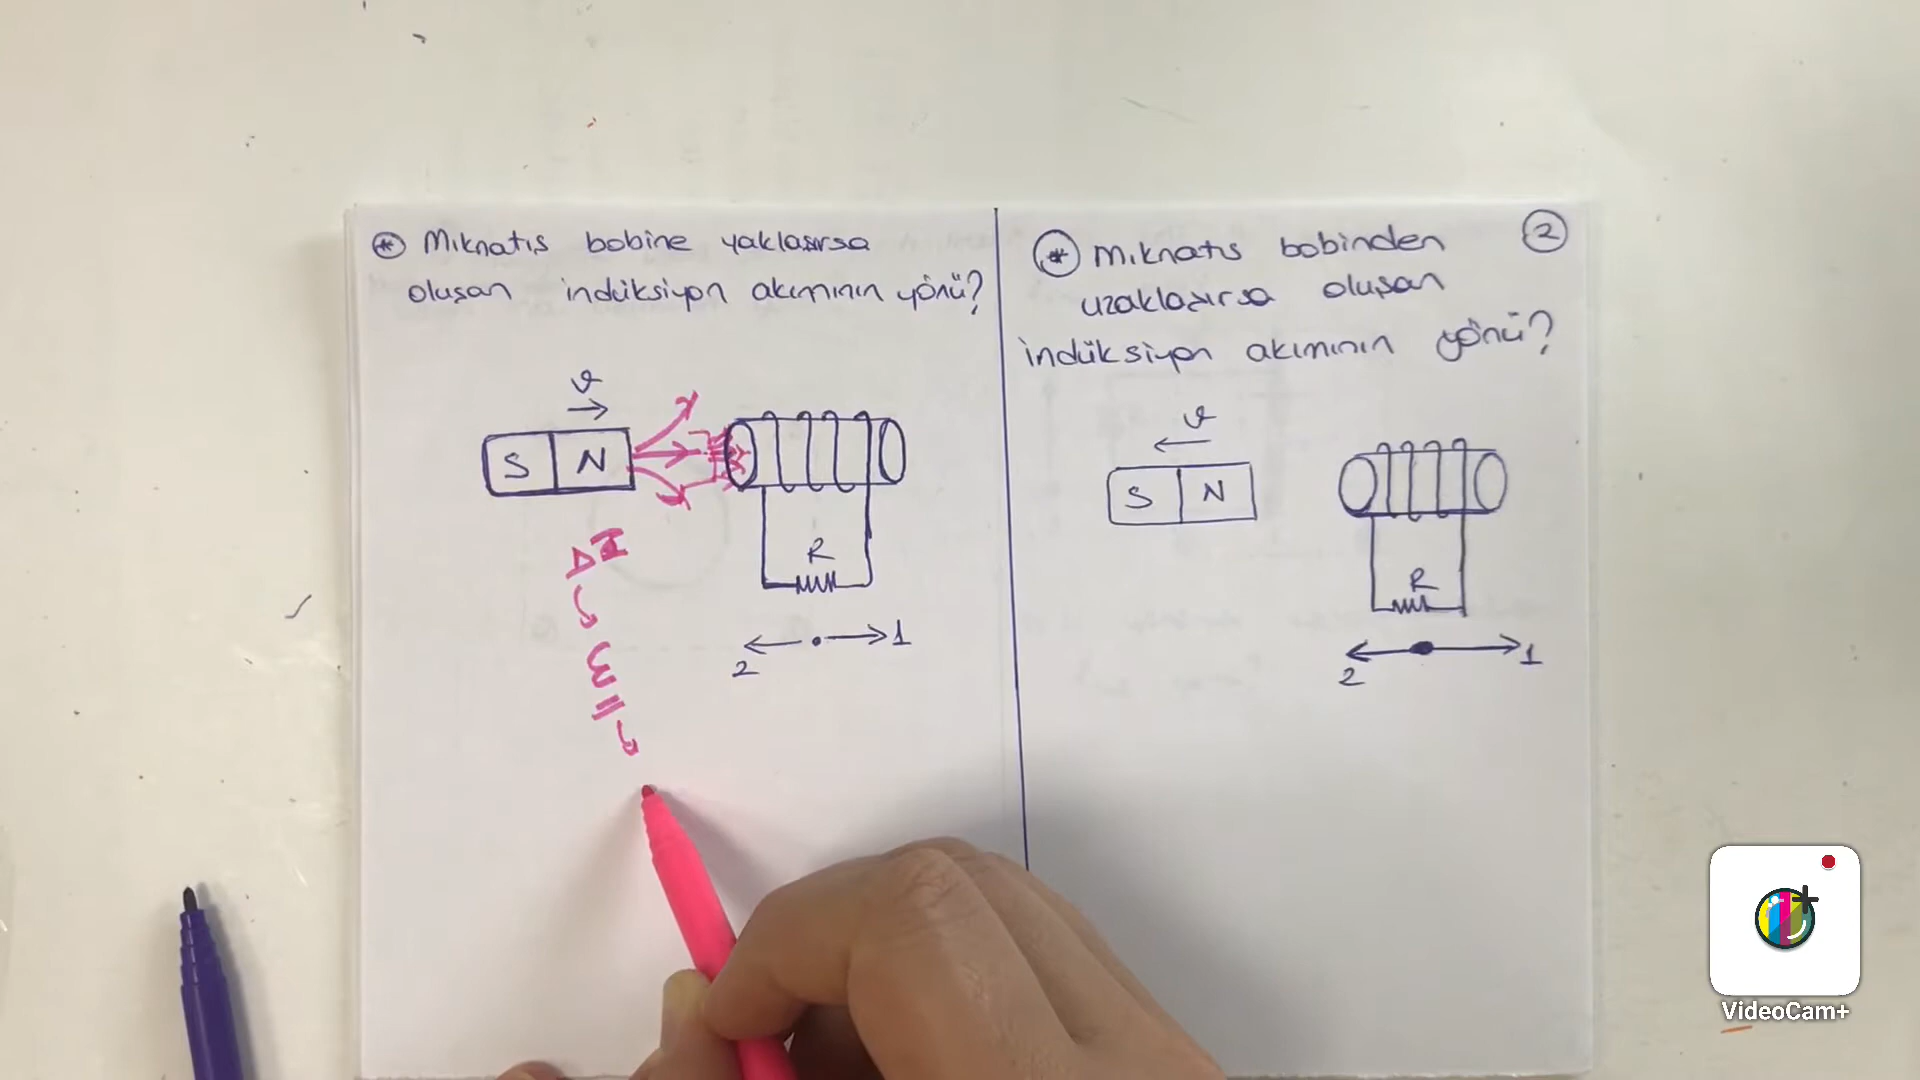 * Mıknatıs bobine yaklaşırsa
oluşan indüksiyon akımının yönü?
ϑ
S N
R
2 1
Δ
ε
2
* Mıknatıs bobinden
uzaklaşırsa oluşan
indüksiyon akımının yönü?
ϑ
S N
R
2 1
VideoCam+